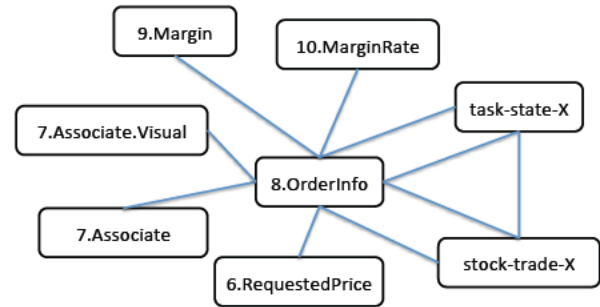 9.Margin
10.MarginRate
task-state-X
7.Associate.Visual
8.OrderInfo
7.Associate
stock-trade-X
6.RequestedPrice